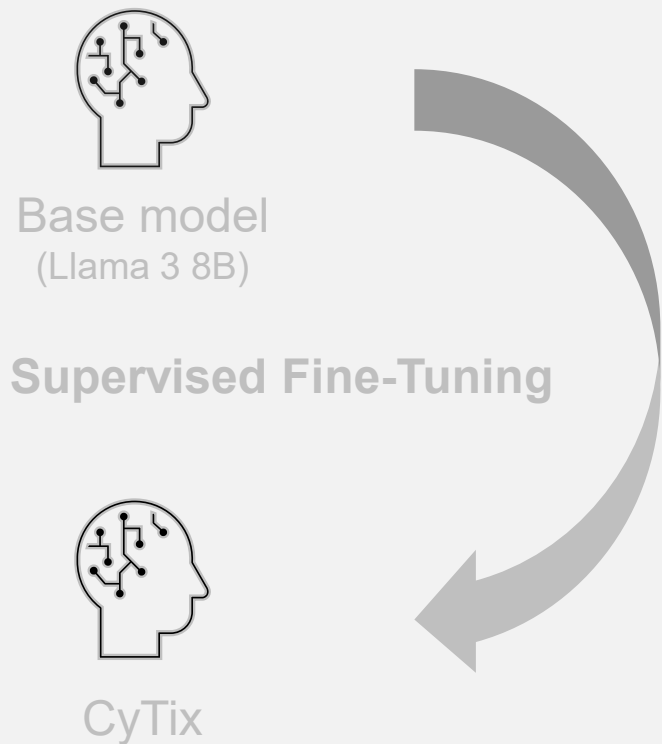 Base model
(Llama 3 8B)
Supervised Fine-Tuning
CyTix